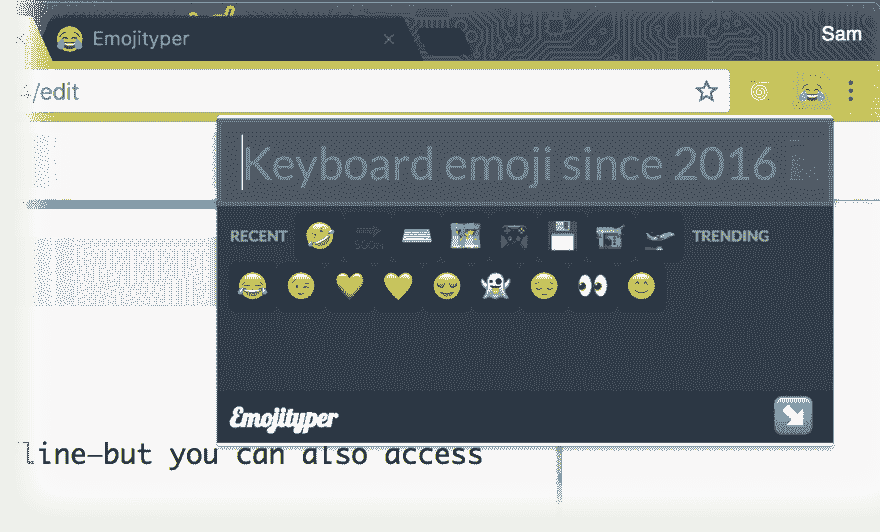 Emojityper
Sam
/edit
Keyboard emoji since 2016
RECENT
SOON
TRENDING
Emojityper
line—but you can also access